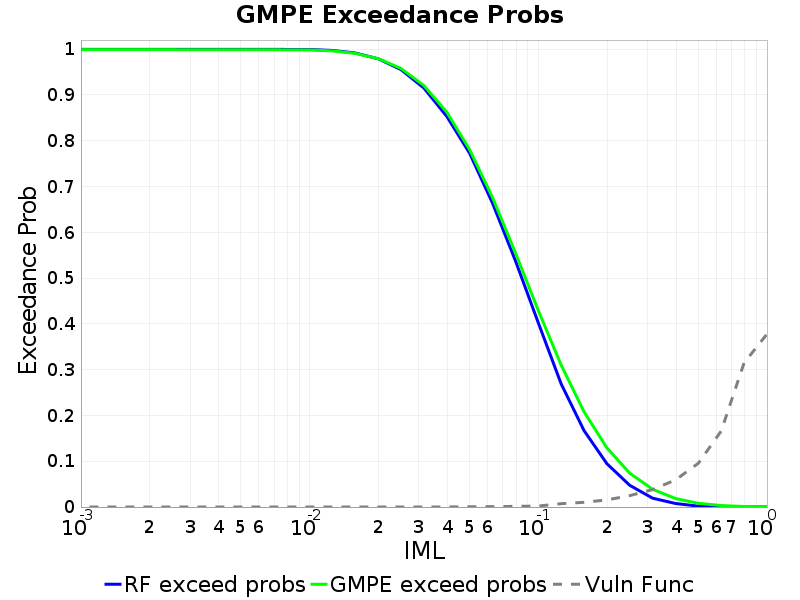 GMPE Exceedance Probs
Exceedance Prob
1
0.9
0.8
0.7
0.6
0.5
0.4
0.3
0.2
0.1
0
10-3 2 3 4 5 6 10-2 2 3 4 5 6 10-1 2 3 4 5 6 7 100
IML
RF exceed probs GMPE exceed probs Vuln Func